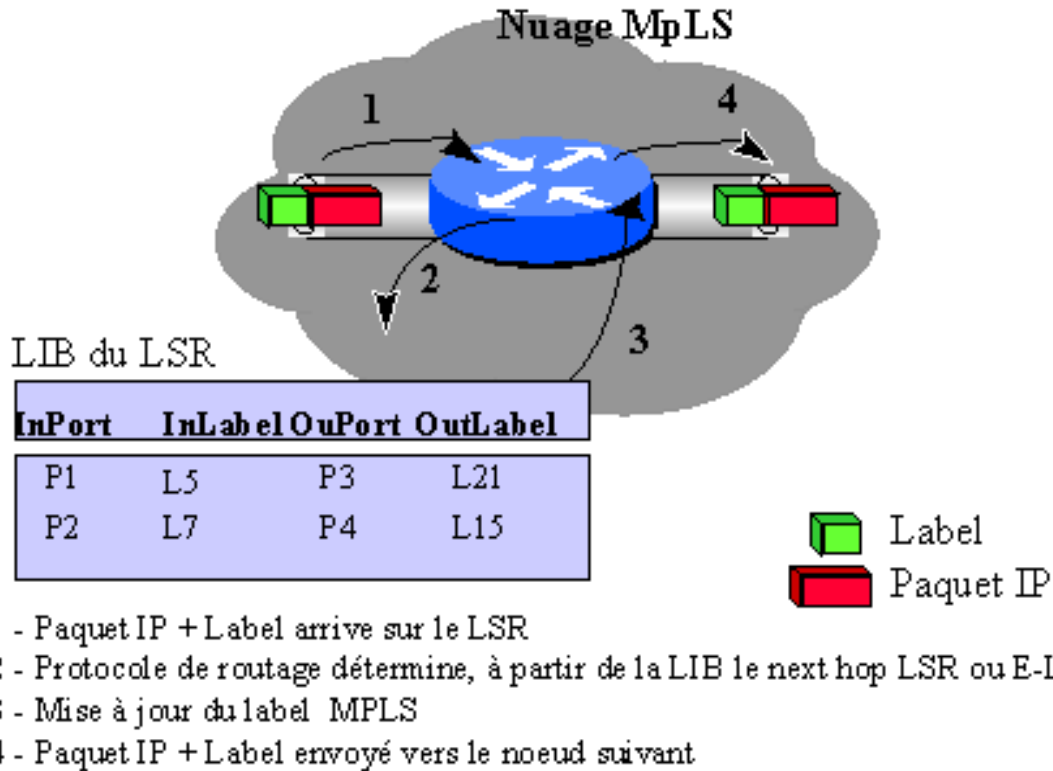 Nuage MpLS
1
4
2
3
LIB du LSR
InPort InLabel OuPort OutLabel
P1 L5 P3 L21
P2 L7 P4 L15
Label
Paquet IP
- Paquet IP + Label arrive sur le LSR
2 - Protocole de routage détermine, à partir de la LIB le next hop LSR ou E-L
3 - Mise à jour du label MPLS
4 - Paquet IP + Label envoyé vers le noeud suivant